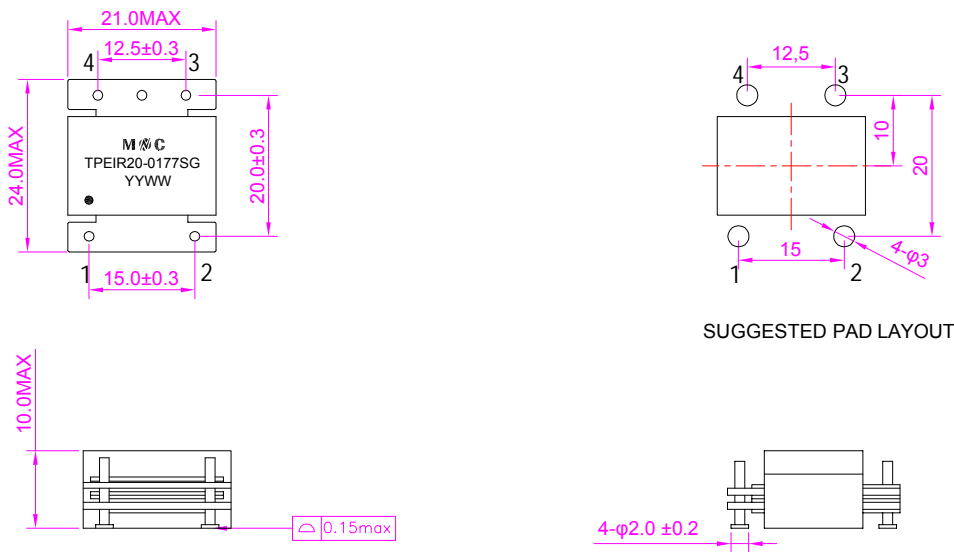 21.0MAX
12.5±0.3
4 3
24.0MAX
20.0±0.3
TPEIR20-0177SG
YYWW
1 2
15.0±0.3
12,5
4 3
10
20
15
1 2
4-φ3
SUGGESTED PAD LAYOUT
10.0MAX
0.15max
4-φ2.0 ±0.2